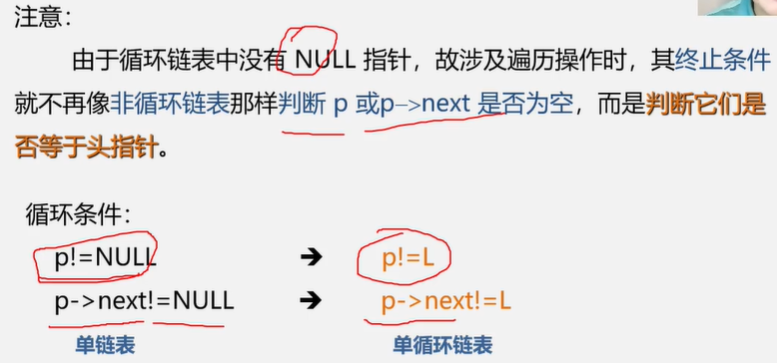 注意：
由于循环链表中没有 NULL 指针，故涉及遍历操作时，其终止条件
就不再像非循环链表那样判断 p 或p->next 是否为空，而是判断它们是
否等于头指针。
循环条件：
p!=NULL → p!=L
p->next!=NULL → p->next!=L
单链表 单循环链表